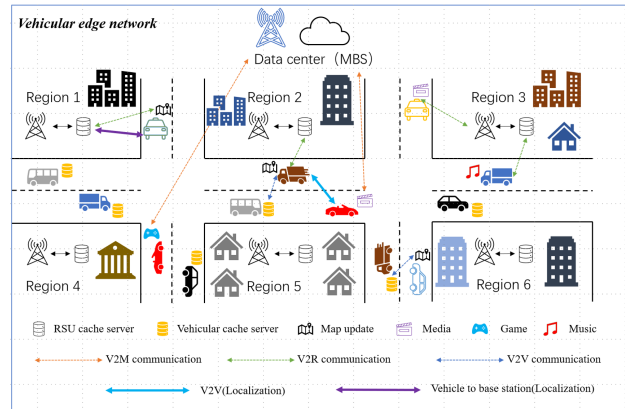 Vehicular edge network
Data center（MBS）
Region 1
Region 2
Region 3
Region 4
Region 5
Region 6
RSU cache server
Vehicular cache server
Map update
Media
Game
Music
V2M communication
V2R communication
V2V communication
V2V(Localization)
Vehicle to base station(Localization)